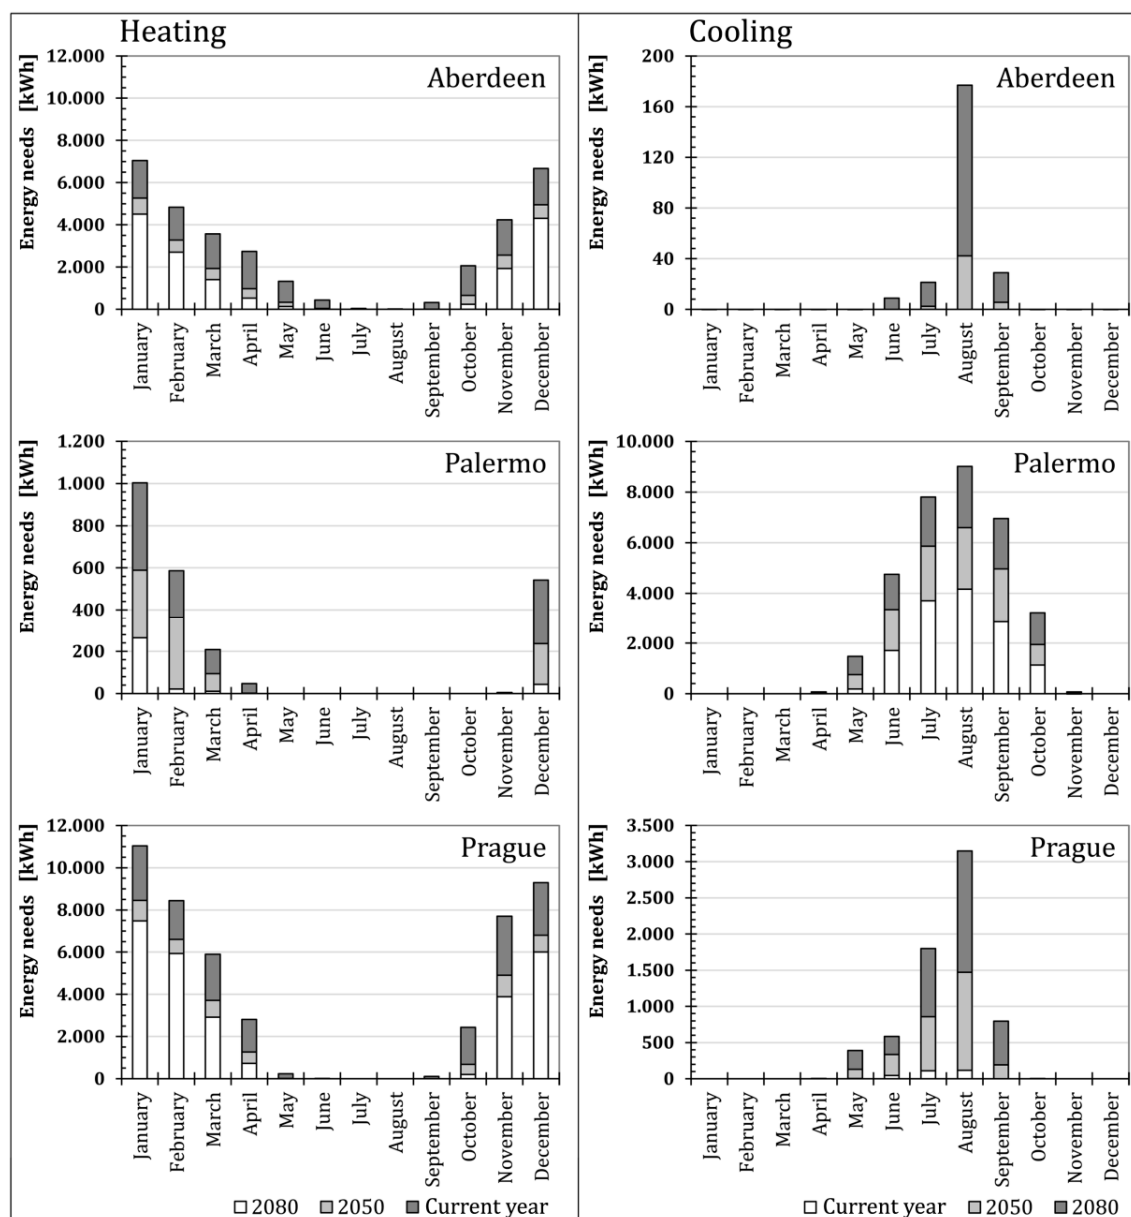 Heating
Energy needs [kWh]
12.000
10.000
8.000
6.000
4.000
2.000
0
Aberdeen
January
February
March
April
May
June
July
August
September
October
November
December
Energy needs [kWh]
1.200
1.000
800
600
400
200
0
Palermo
January
February
March
April
May
June
July
August
September
October
November
December
Energy needs [kWh]
12.000
10.000
8.000
6.000
4.000
2.000
0
Prague
January
February
March
April
May
June
July
August
September
October
November
December
2080 2050 Current year
Cooling
Energy needs [kWh]
200
160
120
80
40
0
Aberdeen
January
February
March
April
May
June
July
August
September
October
November
December
Energy needs [kWh]
10.000
8.000
6.000
4.000
2.000
0
Palermo
January
February
March
April
May
June
July
August
September
October
November
December
Energy needs [kWh]
3.500
3.000
2.500
2.000
1.500
1.000
500
0
Prague
January
February
March
April
May
June
July
August
September
October
November
December
Current year 2050 2080